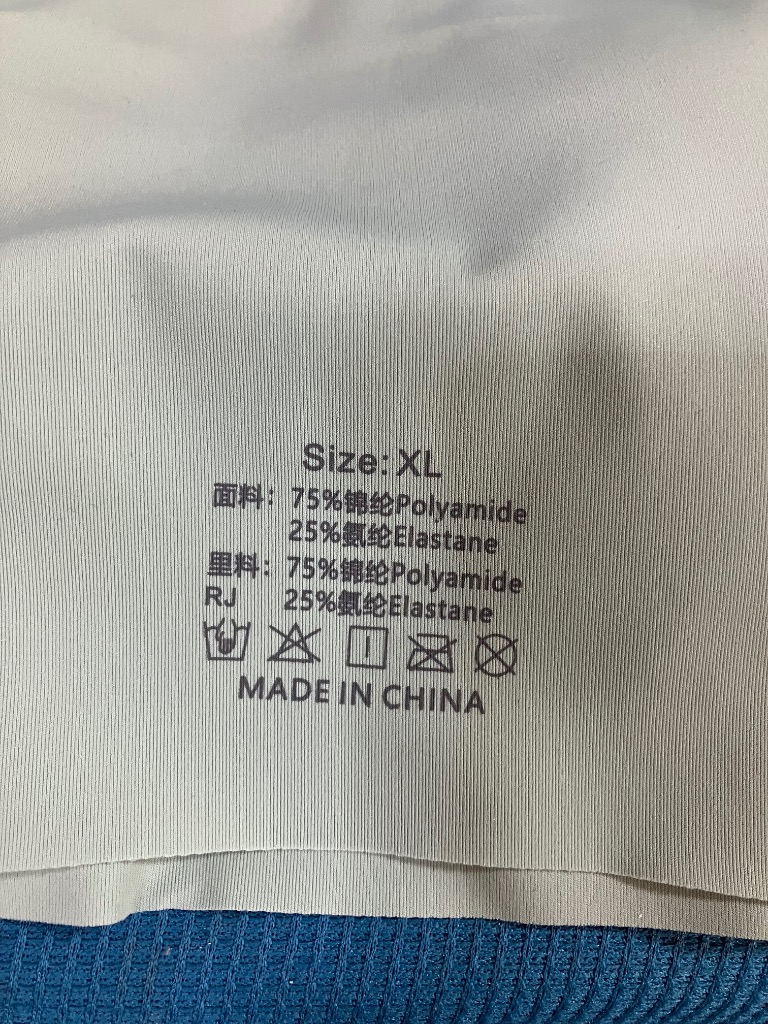 Size: XL
面料: 75%锦纶Polyamide
25%氨纶Elastane
里料: 75%锦纶Polyamide
RJ 25%氨纶Elastane
MADE IN CHINA